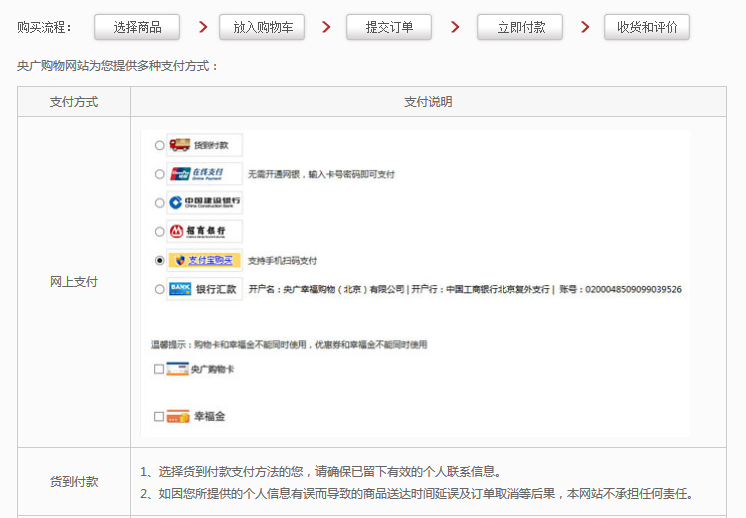 购买流程： 选择商品 放入购物车 提交订单 立即付款 收货和评价
央广购物网站为您提供多种支付方式：
支付方式 支付说明
网上支付
货到付款
在线支付 无需开通网银，输入卡号密码即可支付
Online Payment
中国建设银行
China Construction Bank
招商银行
支付宝购买 支持手机扫码支付
BANK 银行汇款 开户名：央广幸福购物（北京）有限公司 | 开户行：中国工商银行北京复外支行 | 账号：0200048509099039526
温馨提示：购物卡和幸福金不能同时使用，优惠券和幸福金不能同时使用
央广购物卡
幸福金
货到付款
1、选择货到付款支付方法的您，请确保已留下有效的个人联系信息。
2、如因您所提供的个人信息有误而导致的商品送达时间延误及订单取消等后果，本网站不承担任何责任。